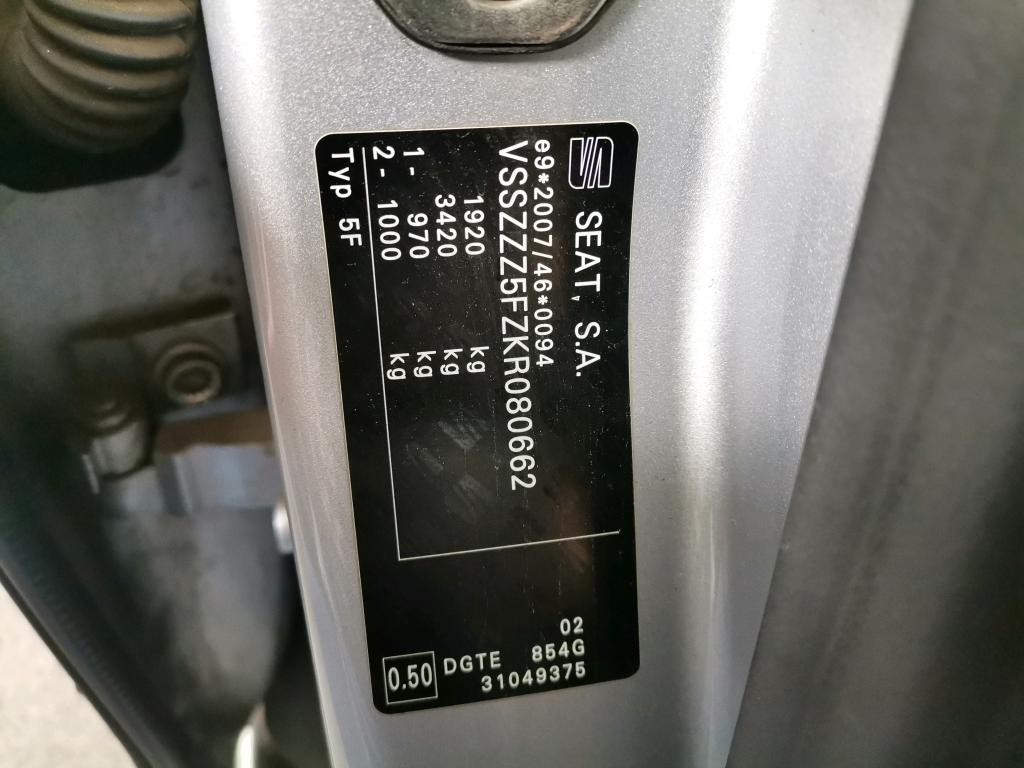 SEAT, S.A.
e9*2007/46*0094
VSSZZZ5FZKR080662
1920 kg
3420 kg
1- 970 kg
2- 1000 kg
Typ 5F
02
854G
DGTE
31049375
0.50